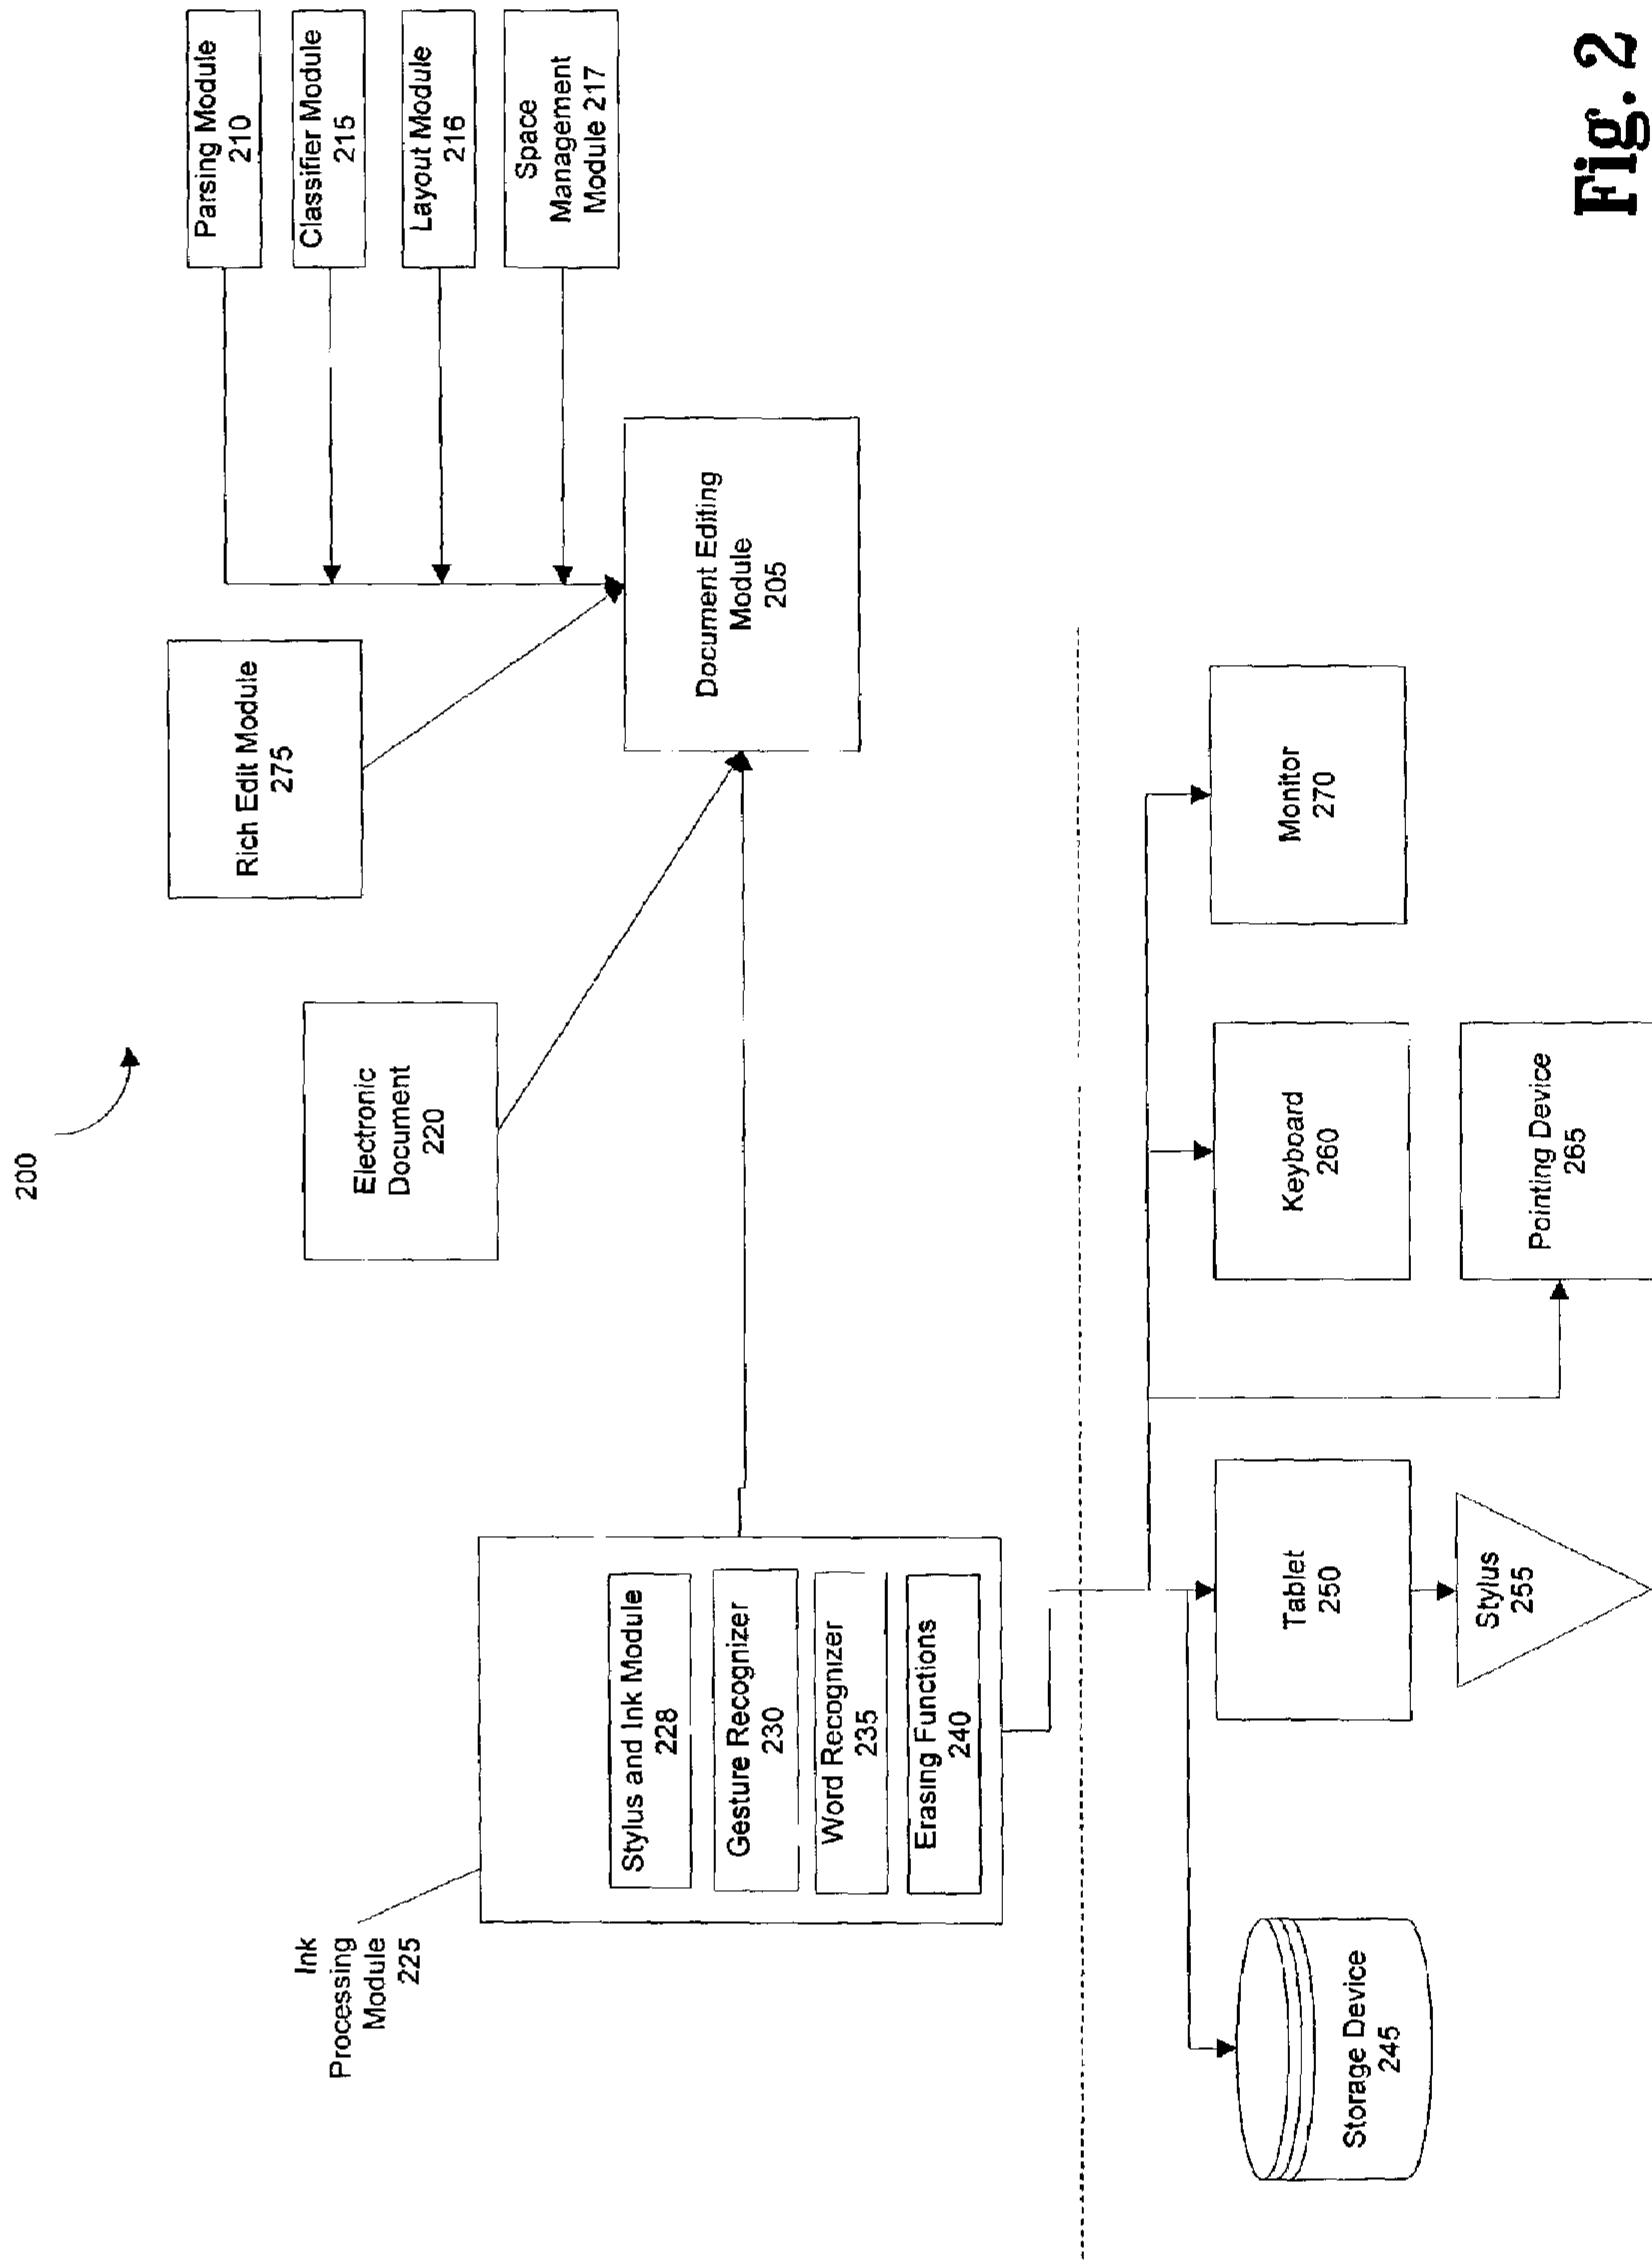 200
Ink
Processing
Module
225
Stylus and Ink Module
228
Gesture Recognizer
230
Word Recognizer
235
Erasing Functions
240
Electronic
Document
220
Rich Edit Module
275
Parsing Module
210
Classifier Module
215
Layout Module
216
Space
Management
Module 217
Document Editing
Module
205
Storage Device
245
Tablet
250
Stylus
255
Keyboard
260
Pointing Device
265
Monitor
270
Fig. 2